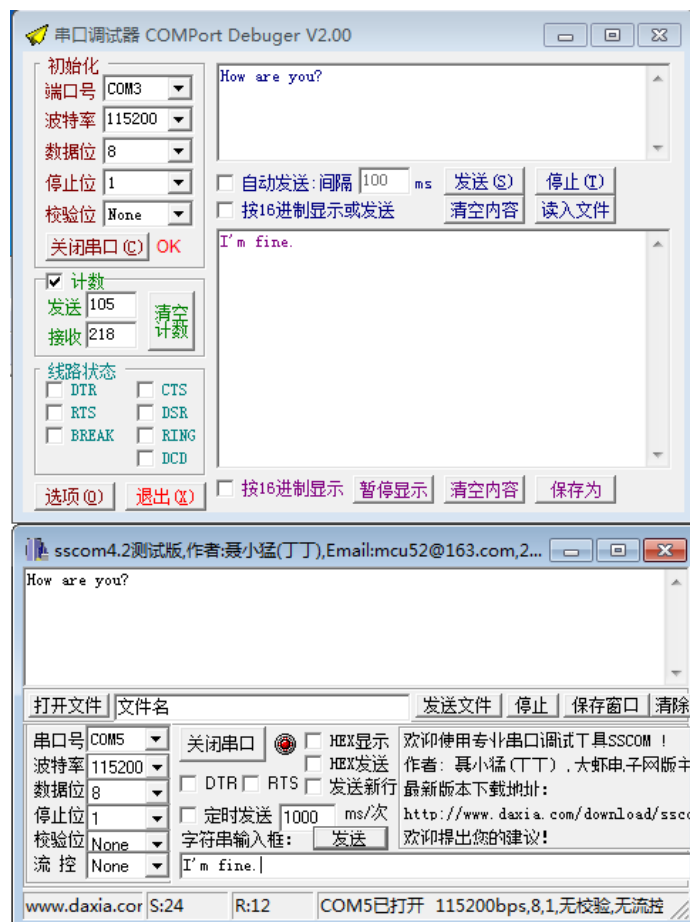 串口调试器 COMPort Debuger V2.00
初始化
端口号 COM3
波特率 115200
数据位 8
停止位 1
校验位 None
关闭串口(C) OK
How are you?
自动发送:间隔 100 ms 发送(S) 停止(T)
按16进制显示或发送 清空内容 读入文件
I'm fine.
计数
发送 105
接收 218
清空
计数
线路状态
DTR CTS
RTS DSR
BREAK RING
DCD
选项(O) 退出(X) 按16进制显示 暂停显示 清空内容 保存为
sscom4.2测试版,作者:聂小猛(丁丁),Email:mcu52@163.com,2...
How are you?
打开文件 文件名 发送文件 停止 保存窗口 清除
串口号 COM5
波特率 115200
数据位 8
停止位 1
校验位 None
流 控 None
关闭串口 HEX显示
HEX发送
DTR RTS 发送新行
定时发送 1000 ms/次
字符串输入框: 发送
I'm fine.
欢迎使用专业串口调试工具SSCOM !
作者: 聂小猛(丁丁),大虾电子网版主
最新版本下载地址:
http://www.daxia.com/download/ssco
欢迎提出您的建议!
www.daxia.cor S:24 R:12 COM5已打开 115200bps,8,1,无校验,无流控